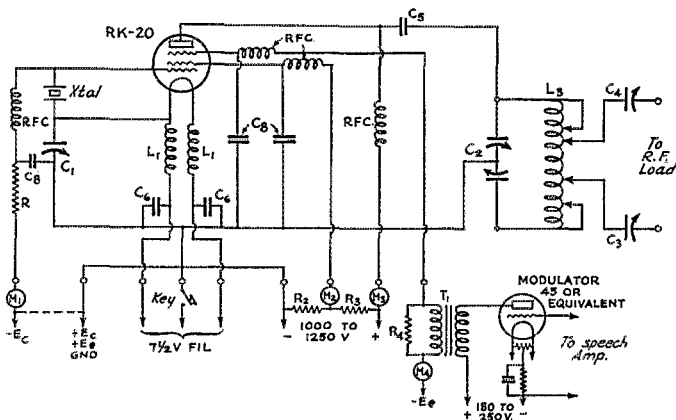 RK-20
RFC.
C5
Xtal
RFC
C8
C1
R
L1
L1
C8
C6
C6
RFC.
C2
L3
C4
C3
To
R.F.
Load
M1
-Ec
+Ec
+Ee
GND
Key
7½V FIL
R2
M2
R3
M3
1000 TO
1250 V
-
+
R4
T1
M4
-Ee
MODULATOR
45 OR
EQUIVALENT
To speech
Amp.
+
180 TO
250V.
-